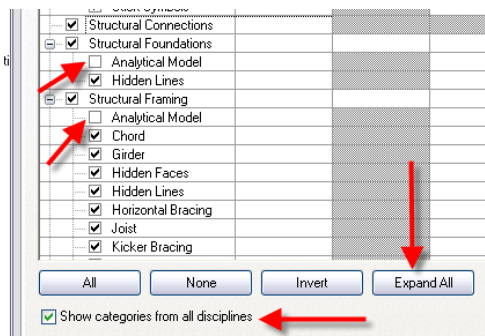 Structural Connections
Structural Foundations
Analytical Model
Hidden Lines
Structural Framing
Analytical Model
Chord
Girder
Hidden Faces
Hidden Lines
Horizontal Bracing
Joist
Kicker Bracing
All None Invert Expand All
Show categories from all disciplines